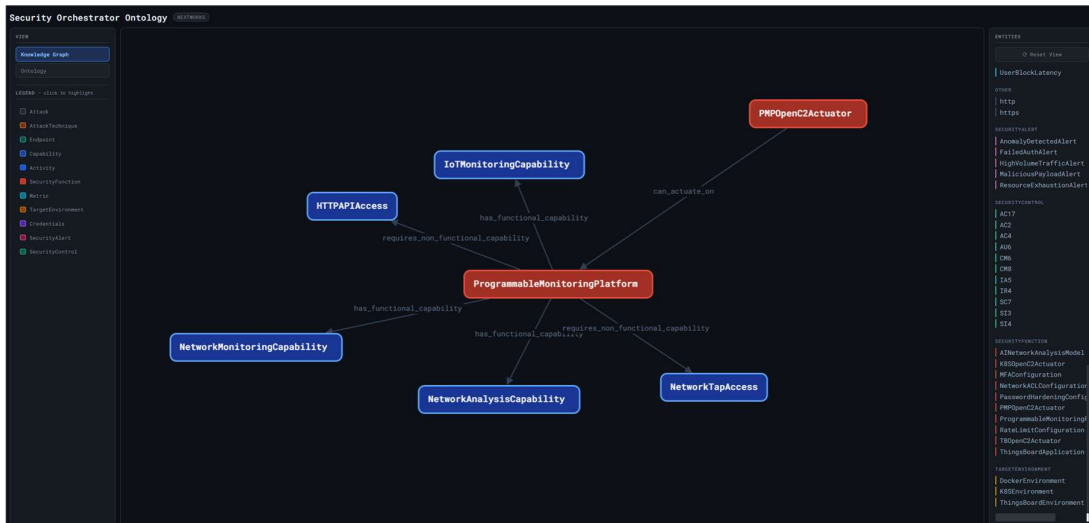 Security Orchestrator Ontology
NEXTWORKS
VIEW
Knowledge Graph
Ontology
LEGEND - click to highlight
Attack
AttackTechnique
Endpoint
Capability
Activity
SecurityFunction
Metric
TargetEnvironment
Credentials
SecurityAlert
SecurityControl
PMPOpenC2Actuator
IoTMonitoringCapability
can_actuate_on
HTTPAPIAccess
has_functional_capability
requires_non_functional_capability
ProgrammableMonitoringPlatform
has_functional_capability
requires_non_functional_capability
has_functional_capability
NetworkMonitoringCapability
NetworkTapAccess
NetworkAnalysisCapability
ENTITIES
Reset View
UserBlockLatency
OTHER
http
https
SECURITYALERT
AnomalyDetectedAlert
FailedAuthAlert
HighVolumeTrafficAlert
MaliciousPayloadAlert
ResourceExhaustionAlert
SECURITYCONTROL
AC17
AC2
AC4
AU6
CM6
CM8
IA5
IR4
SC7
SI3
SI4
SECURITYFUNCTION
AINetworkAnalysisModel
K8SOpenC2Actuator
MFAConfiguration
NetworkACLConfiguration
PasswordHardeningConfig
PMPOpenC2Actuator
ProgrammableMonitoringP
RateLimitConfiguration
TBOpenC2Actuator
ThingsBoardApplication
TARGETENVIRONMENT
DockerEnvironment
K8SEnvironment
ThingsBoardEnvironment